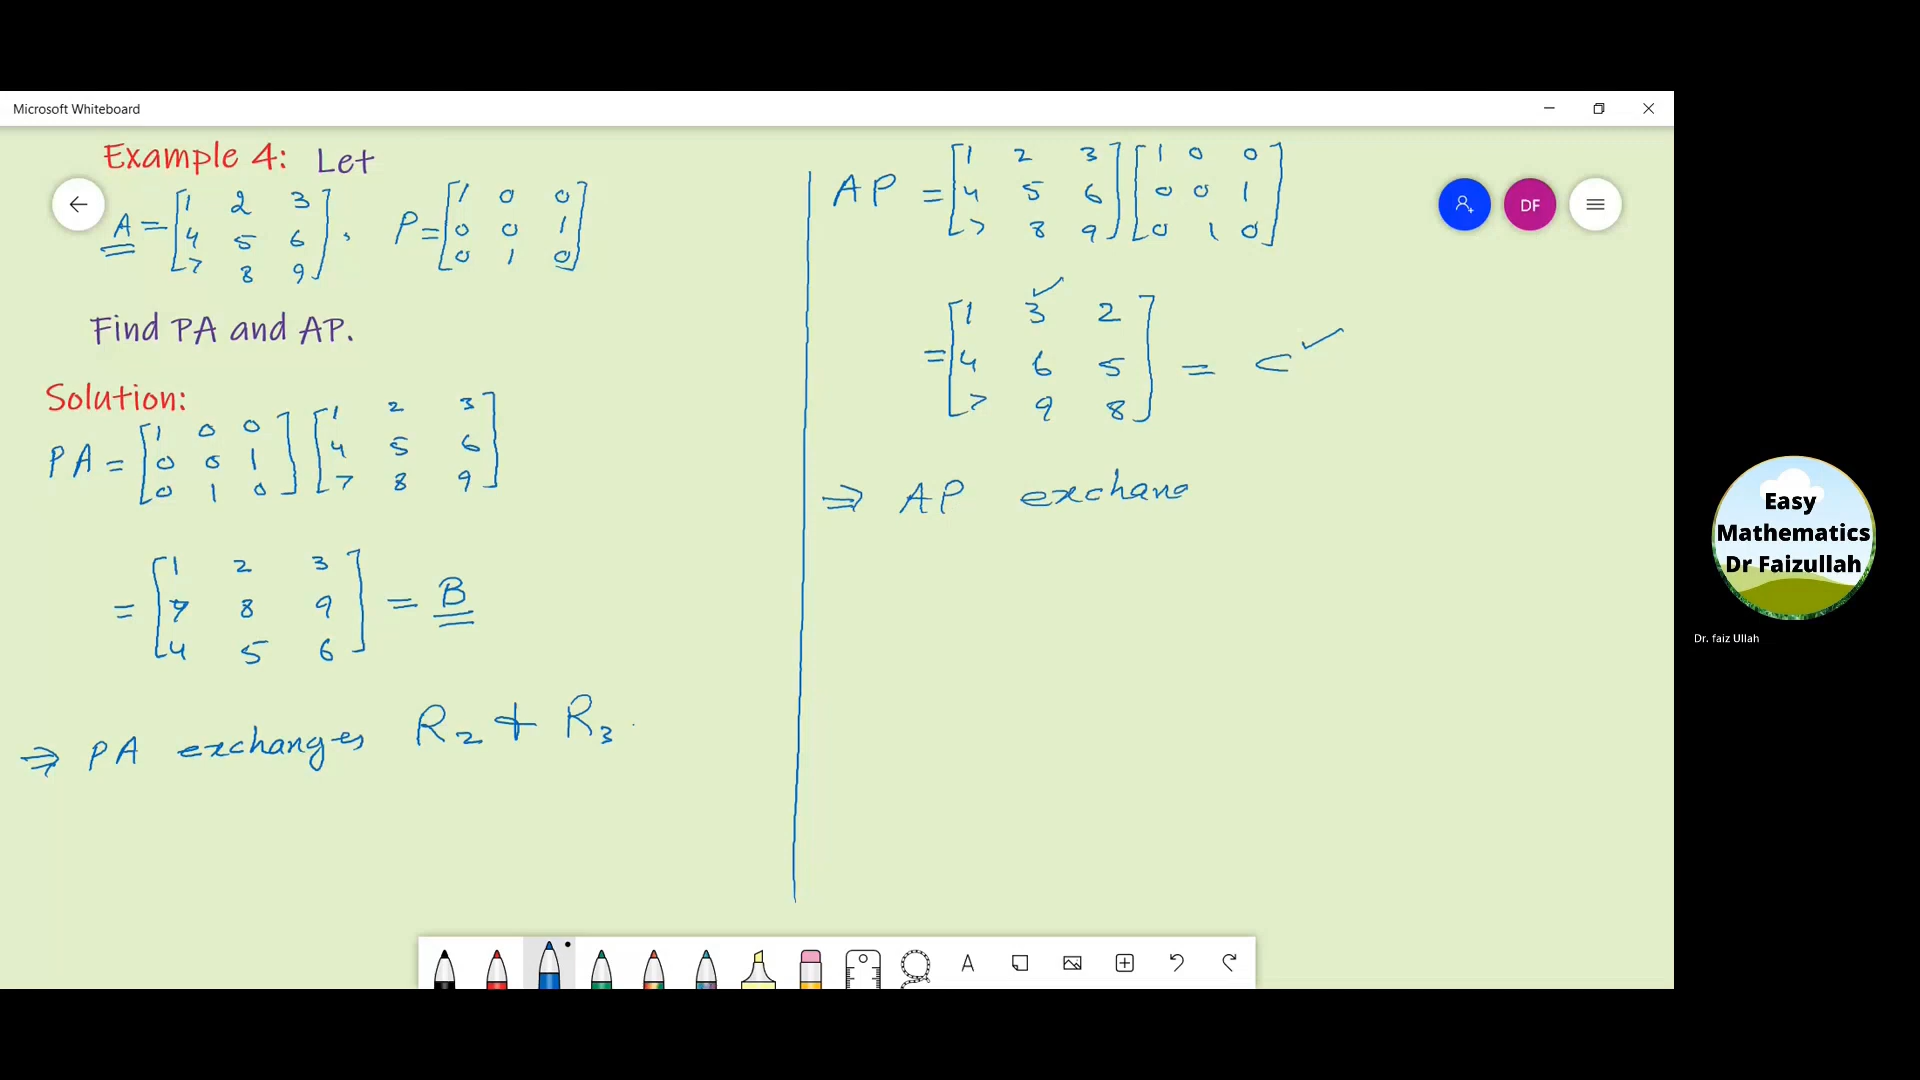 Microsoft Whiteboard
Example 4: Let
A = [1 2 3
4 5 6
7 8 9], P = [1 0 0
0 0 1
0 1 0]
Find PA and AP.
Solution:
PA = [1 0 0
0 0 1
0 1 0] [1 2 3
4 5 6
7 8 9]
= [1 2 3
7 8 9
4 5 6] = B
⇒ PA exchanges R2 + R3
AP = [1 2 3
4 5 6
7 8 9] [1 0 0
0 0 1
0 1 0]
= [1 3 2
4 6 5
7 9 8] = C
⇒ AP exchang
DF
A
Easy
Mathematics
Dr Faizullah
Dr. faiz Ullah